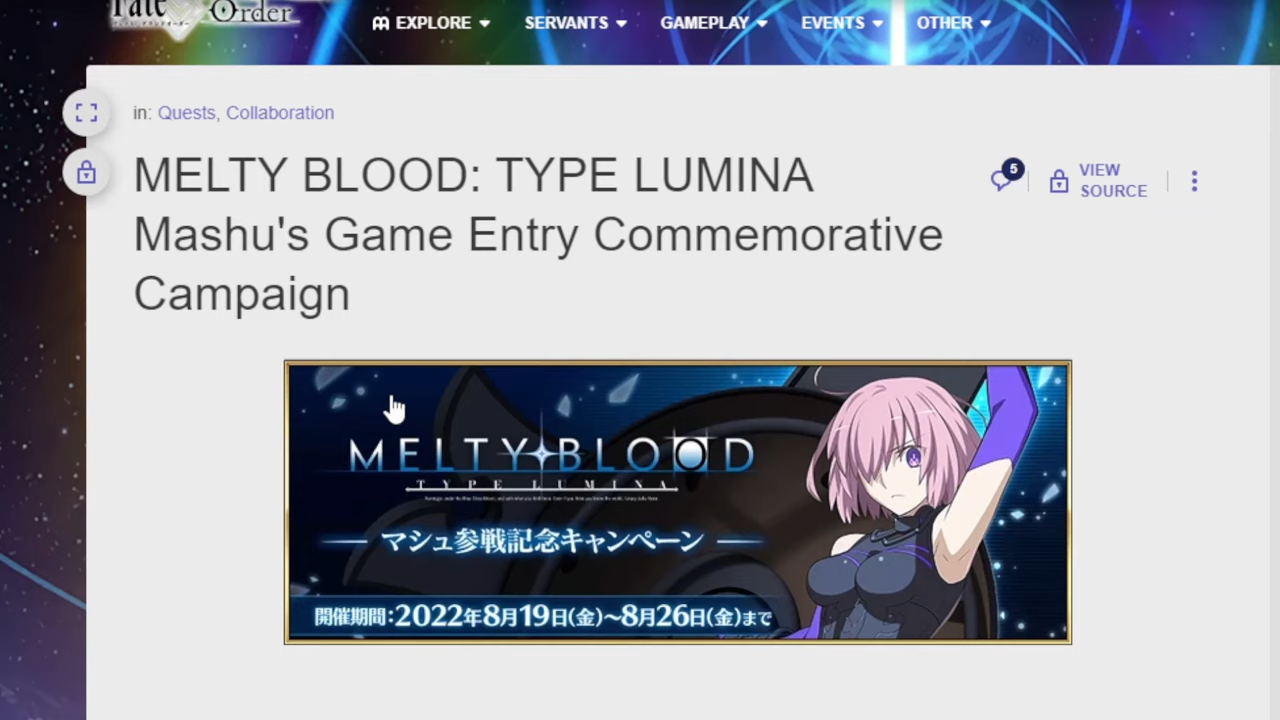 Fate
Order
EXPLORE SERVANTS GAMEPLAY EVENTS OTHER
in: Quests, Collaboration
MELTY BLOOD: TYPE LUMINA
Mashu's Game Entry Commemorative
Campaign
5
VIEW
SOURCE
MELTY BLOOD
TYPE LUMINA
マシュ参戦記念キャンペーン
開催期間:2022年8月19日(金)~8月26日(金)まで